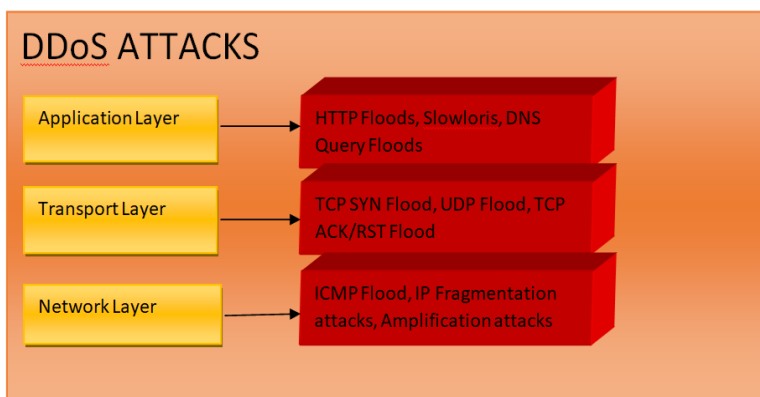 DDoS ATTACKS
Application Layer
HTTP Floods, Slowloris, DNS
Query Floods
Transport Layer
TCP SYN Flood, UDP Flood, TCP
ACK/RST Flood
Network Layer
ICMP Flood, IP Fragmentation
attacks, Amplification attacks